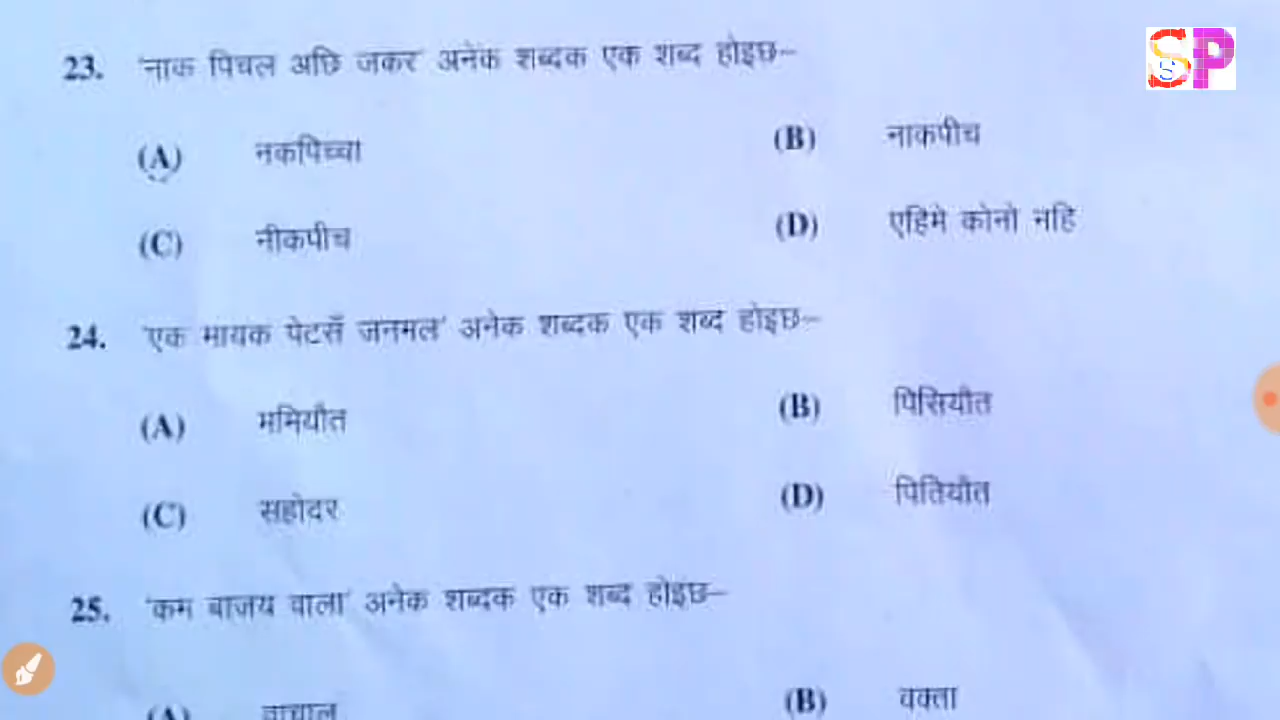 SP
S
23. 'नाक पिचल अछि जकर' अनेक शब्दक एक शब्द होइछ–
(A) नकपिच्चा (B) नाकपीच
(C) नीकपीच (D) एहिमे कोनो नहि
24. 'एक मायक पेटसँ जनमल' अनेक शब्दक एक शब्द होइछ–
(A) ममियौत (B) पिसियौत
(C) सहोदर (D) पितियौत
25. 'कम बाजय वाला' अनेक शब्दक एक शब्द होइछ–
(A) वाचाल (B) वक्ता